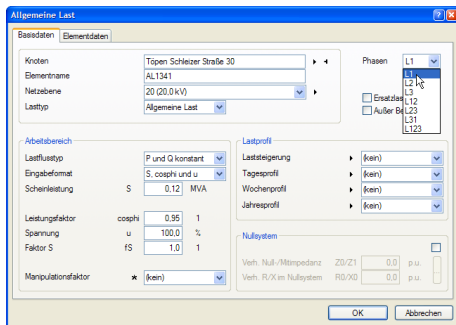 Allgemeine Last
Basisdaten Elementdaten
Knoten Töpen Schleizer Straße 30 Phasen L1
Elementname AL1341
Netzebene 20 (20,0 kV)
Lasttyp Allgemeine Last
L1
L2
L3
L12
L23
L31
L123
Ersatzlas
Außer Be
Arbeitsbereich
Lastflusstyp P und Q konstant
Eingabeformat S, cosphi und u
Scheinleistung S 0,12 MVA
Leistungsfaktor cosphi 0,95 1
Spannung u 100,0 %
Faktor S fS 1,0 1
Manipulationsfaktor * (kein)
Lastprofil
Laststeigerung (kein)
Tagesprofil (kein)
Wochenprofil (kein)
Jahresprofil (kein)
Nullsystem
Verh. Null-/Mitimpedanz Z0/Z1 0,0 p.u.
Verh. R/X im Nullsystem R0/X0 0,0 p.u.
OK Abbrechen